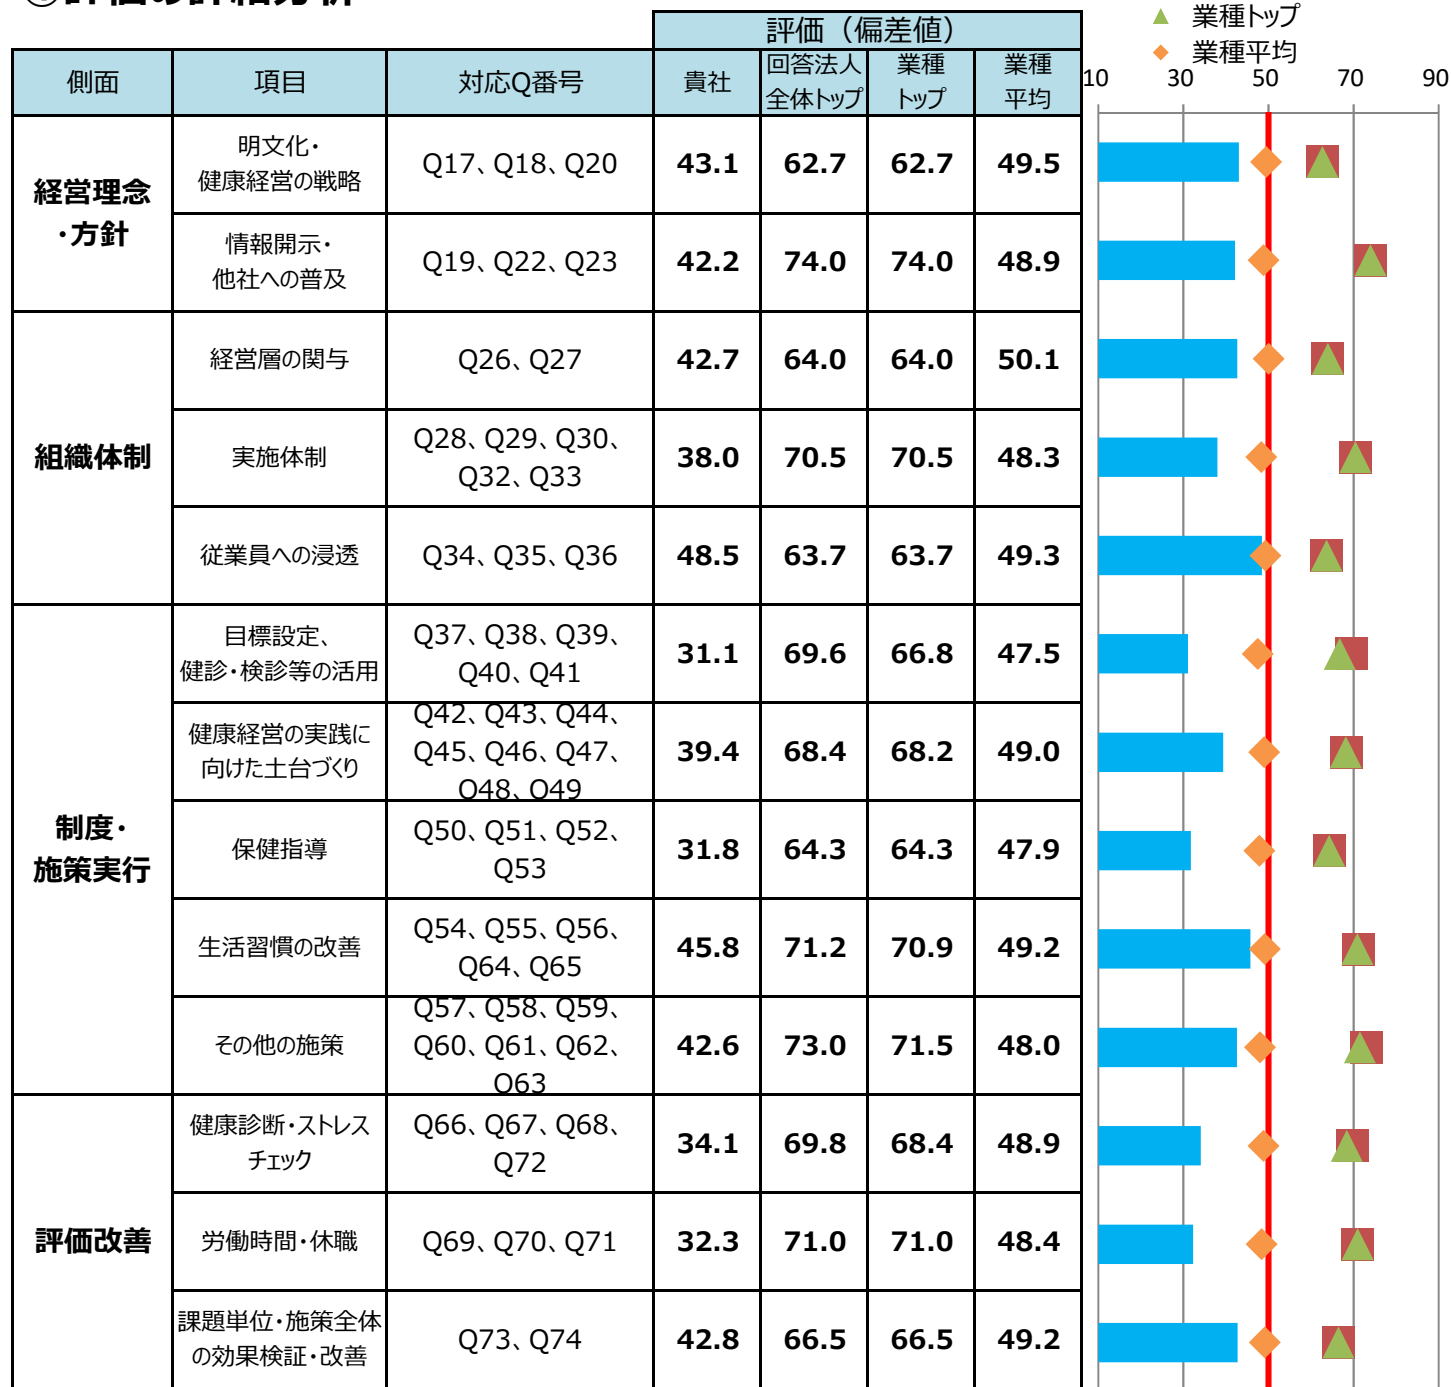 ①評価の詳細分析
▲ 業種トップ
◆ 業種平均
評価（偏差値）
側面 項目 対応Q番号 貴社 回答法人 業種 業種
全体トップ トップ 平均
10 30 50 70 90
経営理念
・方針
明文化・
健康経営の戦略
Q17、Q18、Q20 43.1 62.7 62.7 49.5
情報開示・
他社への普及
Q19、Q22、Q23 42.2 74.0 74.0 48.9
組織体制
経営層の関与 Q26、Q27 42.7 64.0 64.0 50.1
実施体制
Q28、Q29、Q30、
Q32、Q33
38.0 70.5 70.5 48.3
従業員への浸透 Q34、Q35、Q36 48.5 63.7 63.7 49.3
制度・
施策実行
目標設定、
健診・検診等の活用
Q37、Q38、Q39、
Q40、Q41
31.1 69.6 66.8 47.5
健康経営の実践に
向けた土台づくり
Q42、Q43、Q44、
Q45、Q46、Q47、
Q48、Q49
39.4 68.4 68.2 49.0
保健指導
Q50、Q51、Q52、
Q53
31.8 64.3 64.3 47.9
生活習慣の改善
Q54、Q55、Q56、
Q64、Q65
45.8 71.2 70.9 49.2
その他の施策
Q57、Q58、Q59、
Q60、Q61、Q62、
Q63
42.6 73.0 71.5 48.0
評価改善
健康診断・ストレス
チェック
Q66、Q67、Q68、
Q72
34.1 69.8 68.4 48.9
労働時間・休職 Q69、Q70、Q71 32.3 71.0 71.0 48.4
課題単位・施策全体
の効果検証・改善
Q73、Q74 42.8 66.5 66.5 49.2